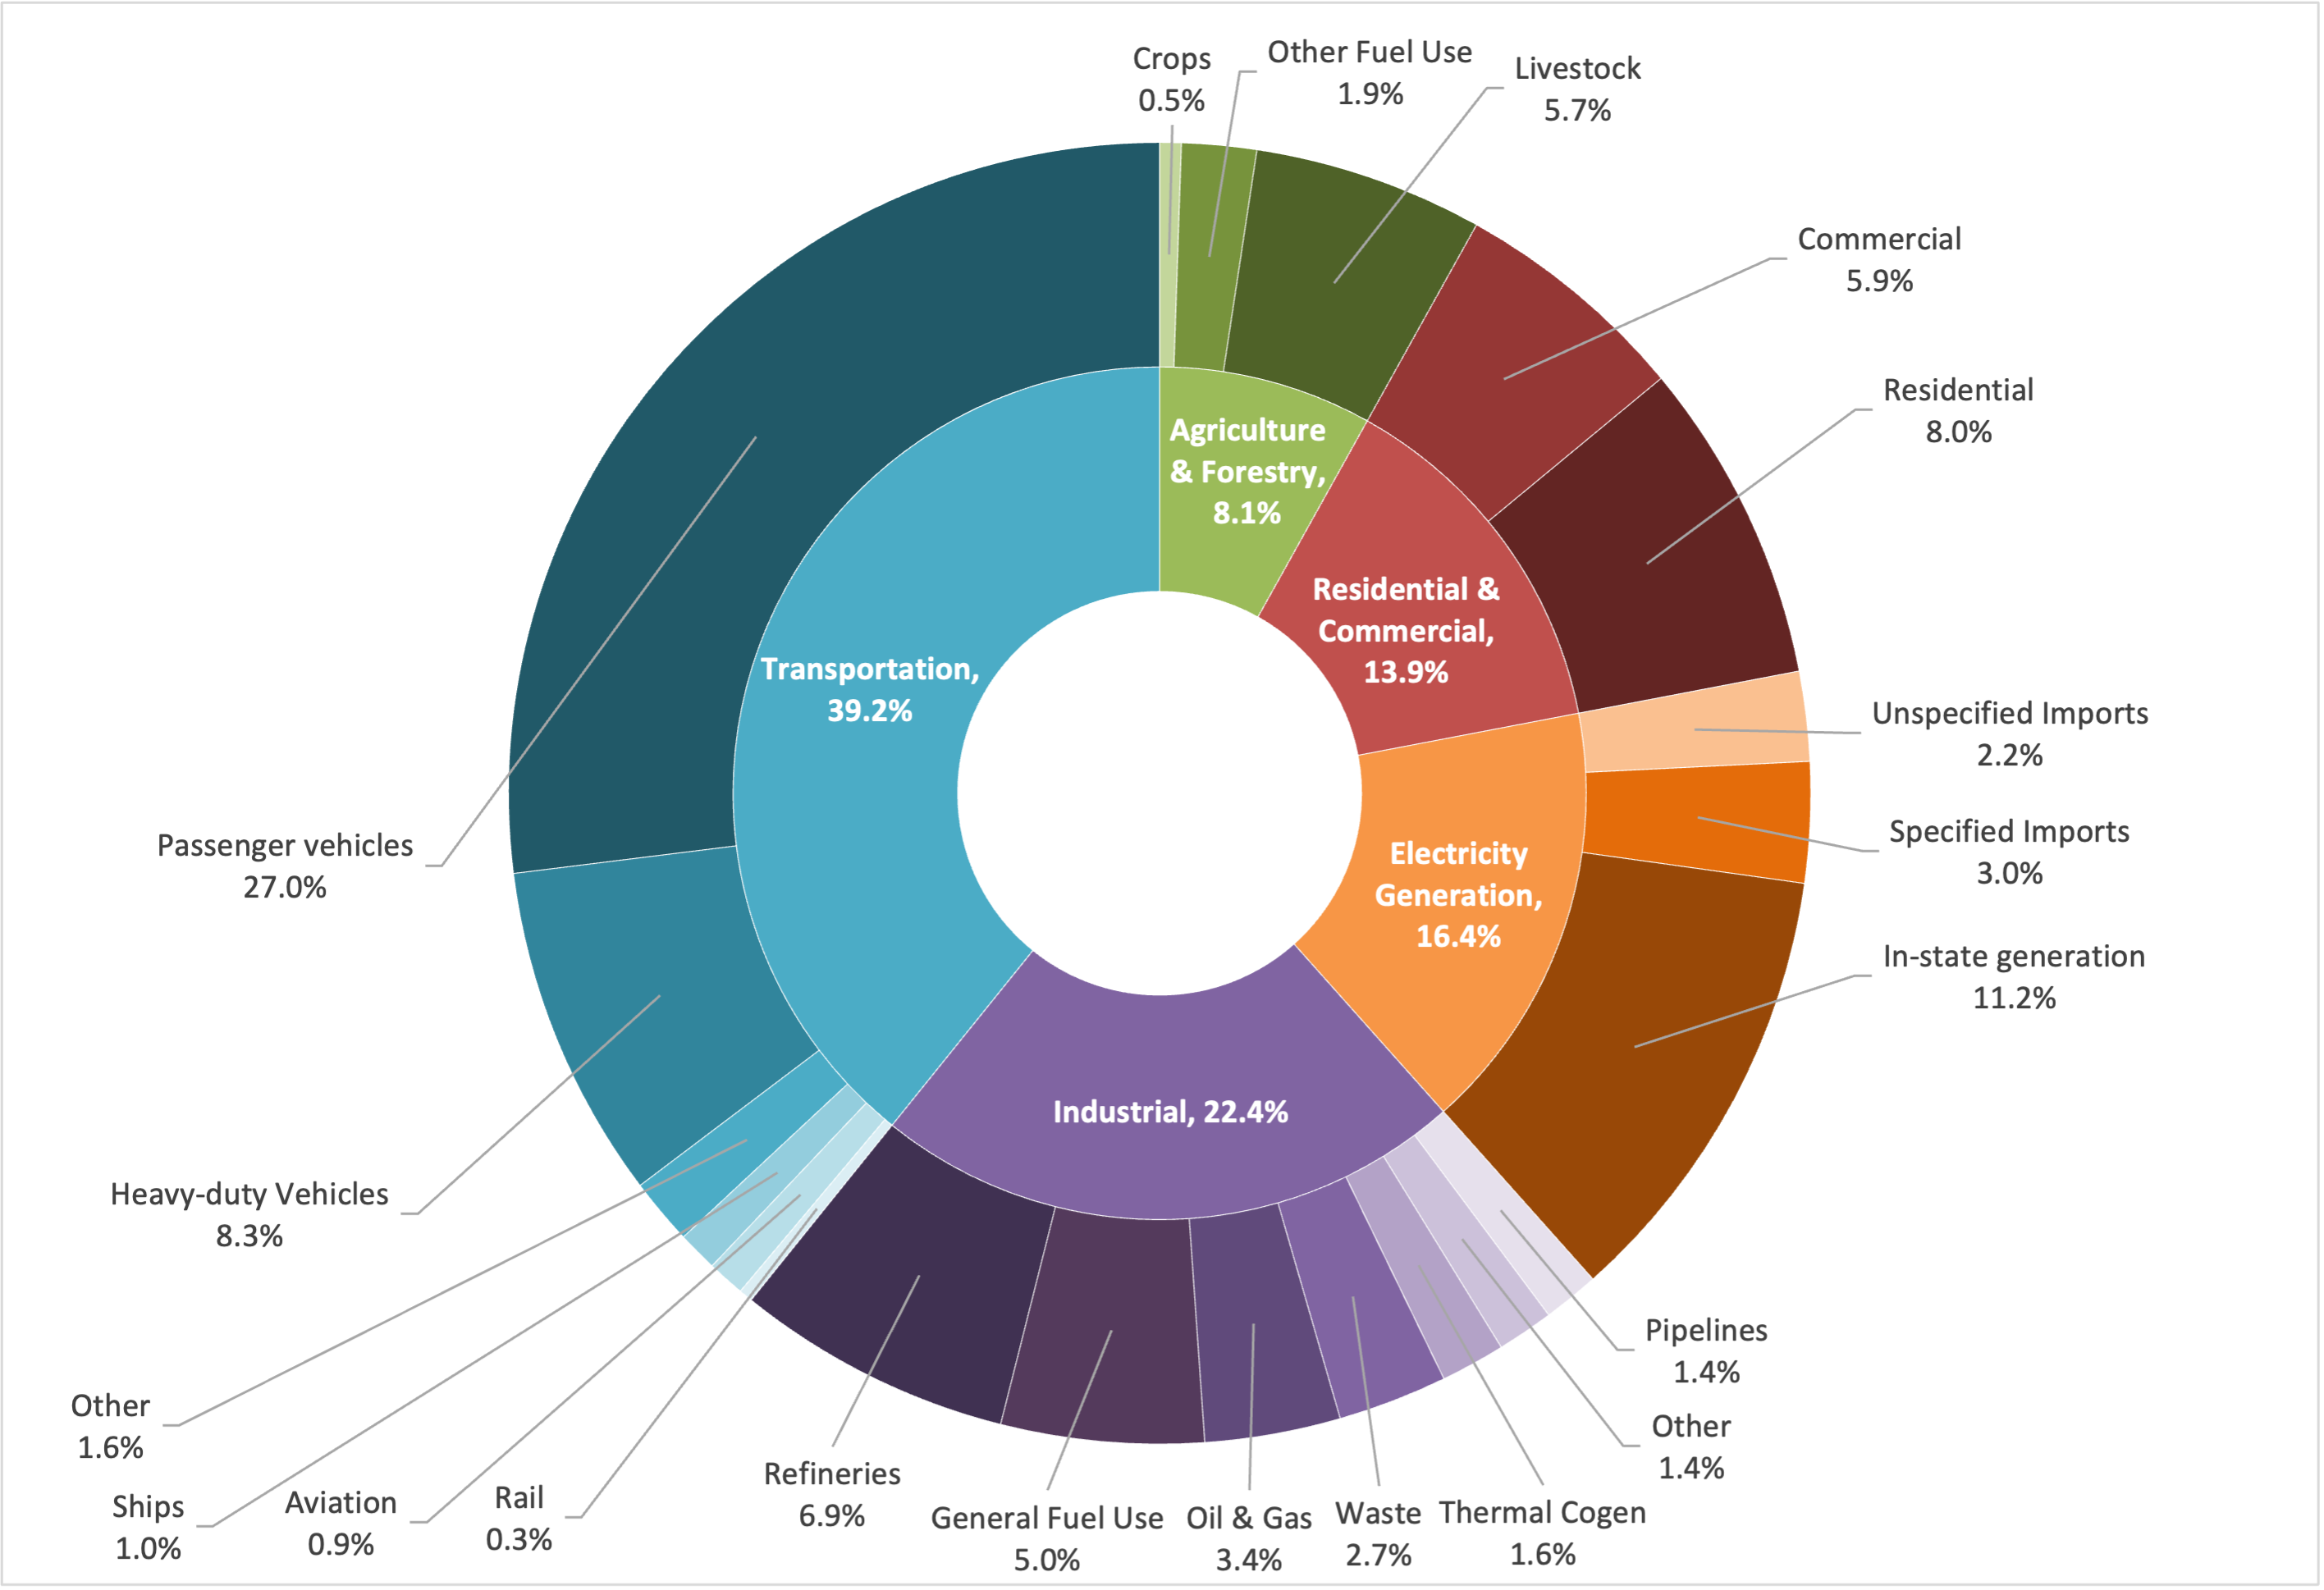 Crops
0.5%
Other Fuel Use
1.9%
Livestock
5.7%
Commercial
5.9%
Residential
8.0%
Unspecified Imports
2.2%
Specified Imports
3.0%
In-state generation
11.2%
Pipelines
1.4%
Other
1.4%
Thermal Cogen
1.6%
Waste
2.7%
Oil & Gas
3.4%
General Fuel Use
5.0%
Refineries
6.9%
Rail
0.3%
Aviation
0.9%
Ships
1.0%
Other
1.6%
Heavy-duty Vehicles
8.3%
Passenger vehicles
27.0%
Agriculture
& Forestry,
8.1%
Residential &
Commercial,
13.9%
Electricity
Generation,
16.4%
Industrial, 22.4%
Transportation,
39.2%